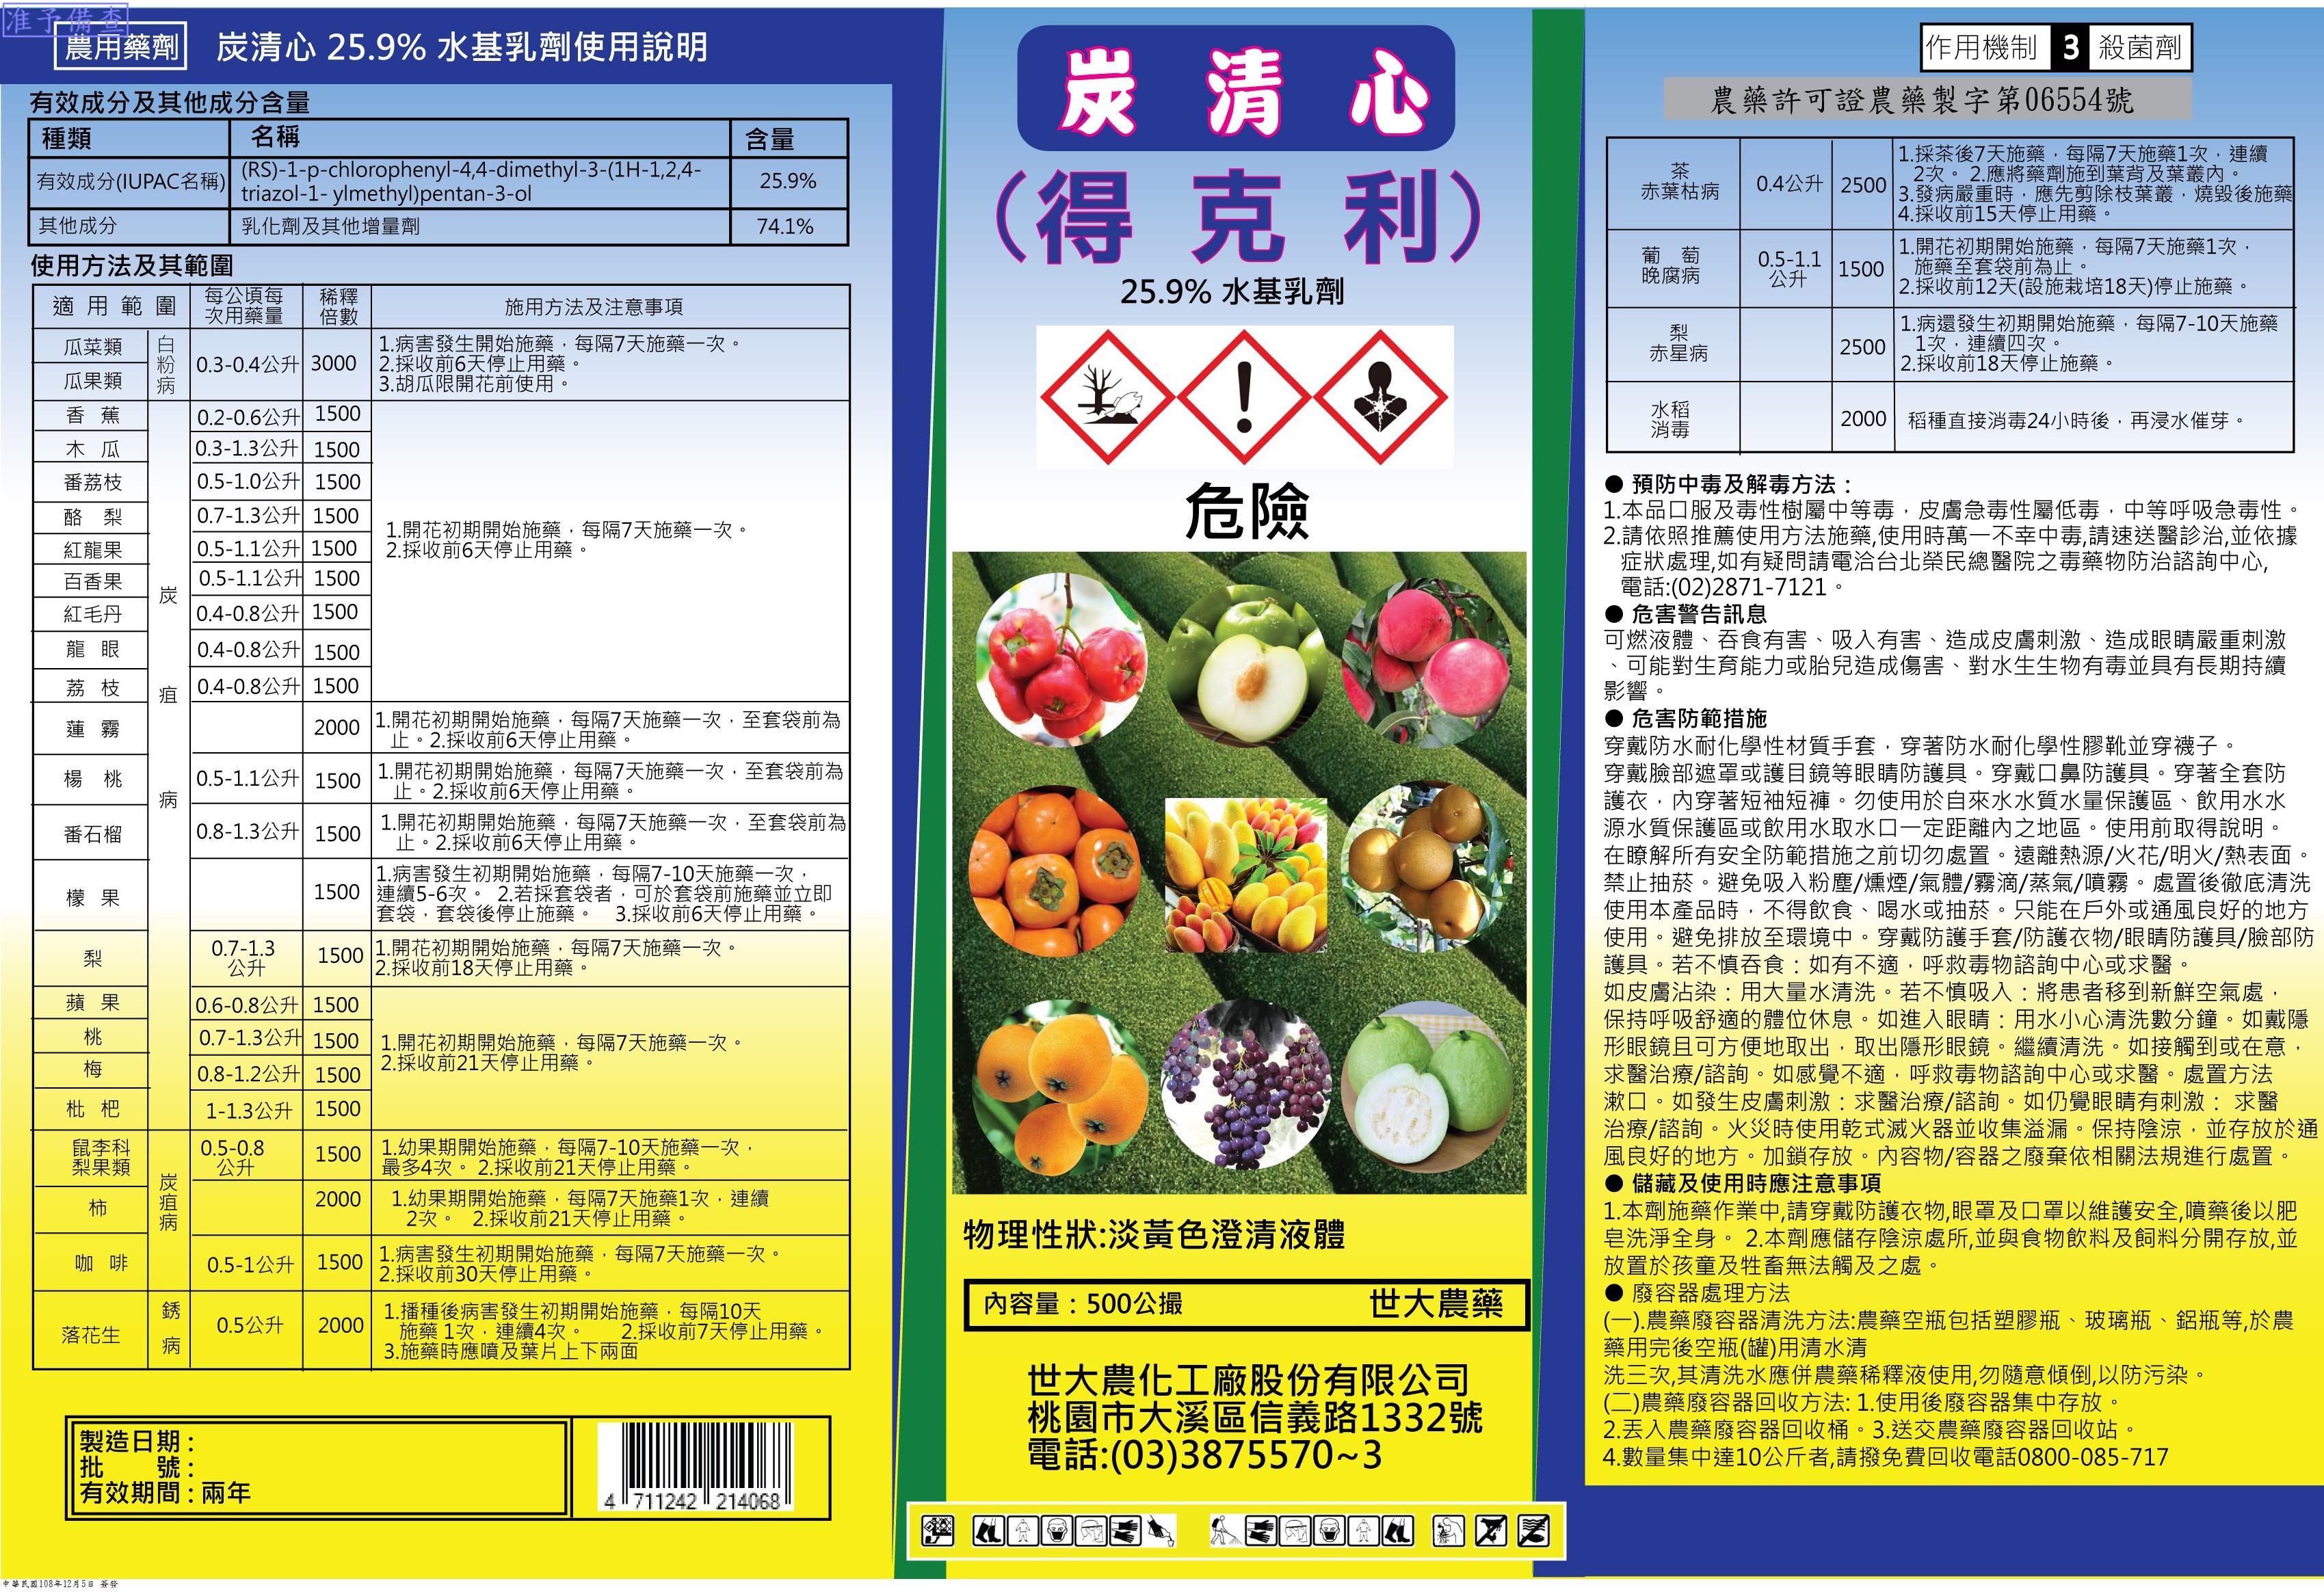 准予備查
農用藥劑 炭清心 25.9% 水基乳劑使用說明
有效成分及其他成分含量
種類 名稱 含量
有效成分(IUPAC名稱) (RS)-1-p-chlorophenyl-4,4-dimethyl-3-(1H-1,2,4-
triazol-1- ylmethyl)pentan-3-ol 25.9%
其他成分 乳化劑及其他增量劑 74.1%
使用方法及其範圍
適用範圍 每公頃每次用藥量 稀釋倍數 施用方法及注意事項
瓜菜類 瓜果類 白粉病 0.3-0.4公升 3000
1.病害發生開始施藥，每隔7天施藥一次。
2.採收前6天停止用藥。
3.胡瓜限開花前使用。
炭疽病
香蕉 0.2-0.6公升 1500
木瓜 0.3-1.3公升 1500
番荔枝 0.5-1.0公升 1500
酪梨 0.7-1.3公升 1500
紅龍果 0.5-1.1公升 1500
百香果 0.5-1.1公升 1500
紅毛丹 0.4-0.8公升 1500
龍眼 0.4-0.8公升 1500
荔枝 0.4-0.8公升 1500
1.開花初期開始施藥，每隔7天施藥一次。
2.採收前6天停止用藥。
蓮霧 2000 1.開花初期開始施藥，每隔7天施藥一次，至套袋前為
止。2.採收前6天停止用藥。
楊桃 0.5-1.1公升 1500 1.開花初期開始施藥，每隔7天施藥一次，至套袋前為
止。2.採收前6天停止用藥。
番石榴 0.8-1.3公升 1500 1.開花初期開始施藥，每隔7天施藥一次，至套袋前為
止。2.採收前6天停止用藥。
檬果 1500 1.病害發生初期開始施藥，每隔7-10天施藥一次，
連續5-6次。 2.若採套袋者，可於套袋前施藥並立即
套袋，套袋後停止施藥。 3.採收前6天停止用藥。
梨 0.7-1.3公升 1500 1.開花初期開始施藥，每隔7天施藥一次。
2.採收前18天停止用藥。
蘋果 0.6-0.8公升 1500
桃 0.7-1.3公升 1500
梅 0.8-1.2公升 1500
枇杷 1-1.3公升 1500
1.開花初期開始施藥，每隔7天施藥一次。
2.採收前21天停止用藥。
炭疽病
鼠李科梨果類 0.5-0.8公升 1500 1.幼果期開始施藥，每隔7-10天施藥一次，
最多4次。 2.採收前21天停止用藥。
柿 2000 1.幼果期開始施藥，每隔7天施藥1次，連續
2次。 2.採收前21天停止用藥。
咖啡 0.5-1公升 1500 1.病害發生初期開始施藥，每隔7天施藥一次。
2.採收前30天停止用藥。
落花生 銹病 0.5公升 2000 1.播種後病害發生初期開始施藥，每隔10天
施藥 1次，連續4次。 2.採收前7天停止用藥。
3.施藥時應噴及葉片上下兩面
製造日期：
批 號：
有效期間：兩年
4 711242 214068
中華民國108年12月5日 簽發
炭清心
（得克利）
25.9% 水基乳劑
危險
物理性狀:淡黃色澄清液體
內容量：500公撮 世大農藥
世大農化工廠股份有限公司
桃園市大溪區信義路1332號
電話:(03)3875570~3
作用機制 3 殺菌劑
農藥許可證農藥製字第06554號
茶 赤葉枯病 0.4公升 2500 1.採茶後7天施藥，每隔7天施藥1次，連續
2次。 2.應將藥劑施到葉背及葉叢內。
3.發病嚴重時，應先剪除枝葉叢，燒毀後施藥
4.採收前15天停止用藥。
葡萄 晚腐病 0.5-1.1公升 1500 1.開花初期開始施藥，每隔7天施藥1次，
施藥至套袋前為止。
2.採收前12天(設施栽培18天)停止施藥。
梨 赤星病 2500 1.病還發生初期開始施藥，每隔7-10天施藥
1次，連續四次。
2.採收前18天停止施藥。
水稻 消毒 2000 稻種直接消毒24小時後，再浸水催芽。
● 預防中毒及解毒方法：
1.本品口服及毒性樹屬中等毒，皮膚急毒性屬低毒，中等呼吸急毒性。
2.請依照推薦使用方法施藥,使用時萬一不幸中毒,請速送醫診治,並依據
症狀處理,如有疑問請電洽台北榮民總醫院之毒藥物防治諮詢中心,
電話:(02)2871-7121。
● 危害警告訊息
可燃液體、吞食有害、吸入有害、造成皮膚刺激、造成眼睛嚴重刺激
、可能對生育能力或胎兒造成傷害、對水生生物有毒並具有長期持續
影響。
● 危害防範措施
穿戴防水耐化學性材質手套，穿著防水耐化學性膠靴並穿襪子。
穿戴臉部遮罩或護目鏡等眼睛防護具。穿戴口鼻防護具。穿著全套防
護衣，內穿著短袖短褲。勿使用於自來水水質水量保護區、飲用水水
源水質保護區或飲用水取水口一定距離內之地區。使用前取得說明。
在瞭解所有安全防範措施之前切勿處置。遠離熱源/火花/明火/熱表面。
禁止抽菸。避免吸入粉塵/燻煙/氣體/霧滴/蒸氣/噴霧。處置後徹底清洗
使用本產品時，不得飲食、喝水或抽菸。只能在戶外或通風良好的地方
使用。避免排放至環境中。穿戴防護手套/防護衣物/眼睛防護具/臉部防
護具。若不慎吞食：如有不適，呼救毒物諮詢中心或求醫。
如皮膚沾染：用大量水清洗。若不慎吸入：將患者移到新鮮空氣處，
保持呼吸舒適的體位休息。如進入眼睛：用水小心清洗數分鐘。如戴隱
形眼鏡且可方便地取出，取出隱形眼鏡。繼續清洗。如接觸到或在意，
求醫治療/諮詢。如感覺不適，呼救毒物諮詢中心或求醫。處置方法
漱口。如發生皮膚刺激：求醫治療/諮詢。如仍覺眼睛有刺激： 求醫
治療/諮詢。火災時使用乾式滅火器並收集溢漏。保持陰涼，並存放於通
風良好的地方。加鎖存放。內容物/容器之廢棄依相關法規進行處置。
● 儲藏及使用時應注意事項
1.本劑施藥作業中,請穿戴防護衣物,眼罩及口罩以維護安全,噴藥後以肥
皂洗淨全身。 2.本劑應儲存陰涼處所,並與食物飲料及飼料分開存放,並
放置於孩童及牲畜無法觸及之處。
● 廢容器處理方法
(一).農藥廢容器清洗方法:農藥空瓶包括塑膠瓶、玻璃瓶、鋁瓶等,於農
藥用完後空瓶(罐)用清水清
洗三次,其清洗水應併農藥稀釋液使用,勿隨意傾倒,以防污染。
(二)農藥廢容器回收方法: 1.使用後廢容器集中存放。
2.丟入農藥廢容器回收桶。3.送交農藥廢容器回收站。
4.數量集中達10公斤者,請撥免費回收電話0800-085-717